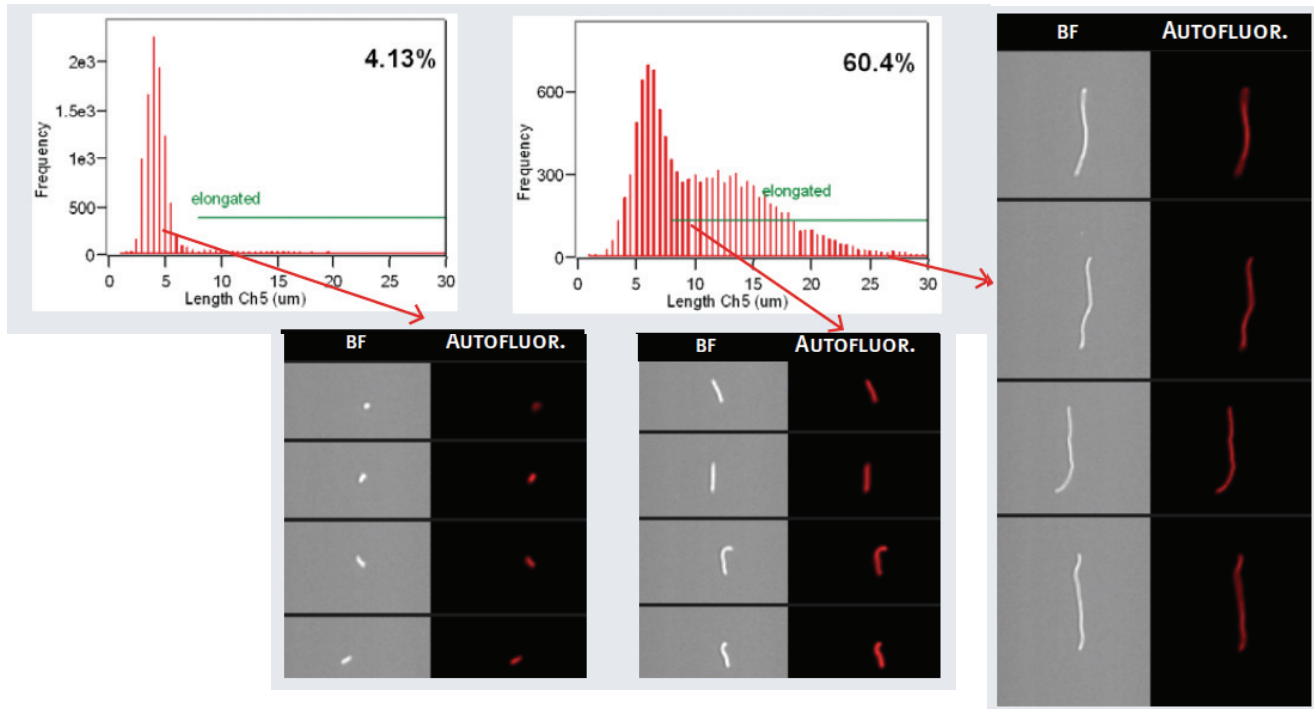 4.13%
Frequency
2e3
1.5e3
1e3
500
0
elongated
0 5 10 15 20 25 30
Length Ch5 (um)
60.4%
Frequency
600
300
0
elongated
0 5 10 15 20 25 30
Length Ch5 (um)
BF AUTOFLUOR.
BF AUTOFLUOR.
BF AUTOFLUOR.